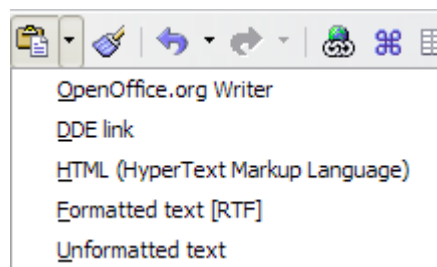 OpenOffice.org Writer
DDE link
HTML (HyperText Markup Language)
Formatted text [RTF]
Unformatted text